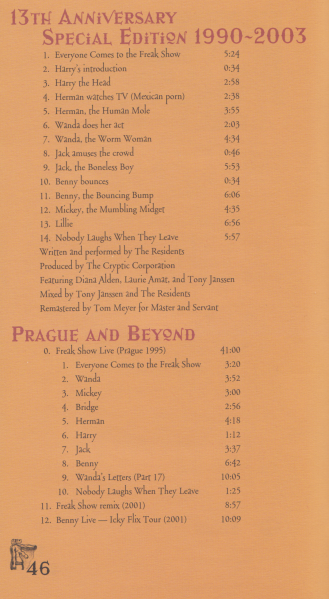 13th Anniversary
Special Edition 1990~2003
1. Everyone Comes to the Freak Show 5:24
2. Harry's introduction 0:34
3. Harry the Head 2:58
4. Herman watches TV (Mexican porn) 2:38
5. Herman, the Human Mole 3:55
6. Wanda does her act 2:03
7. Wanda, the Worm Woman 4:34
8. Jack amuses the crowd 0:46
9. Jack, the Boneless Boy 5:53
10. Benny bounces 0:34
11. Benny, the Bouncing Bump 6:06
12. Mickey, the Mumbling Midget 4:35
13. Lillie 6:56
14. Nobody Laughs When They Leave 5:57
Written and performed by The Residents
Produced by The Cryptic Corporation
Featuring Diana Alden, Laurie Amat, and Tony Janssen
Mixed by Tony Janssen and The Residents
Remastered by Tom Meyer for Master and Servant
Prague and Beyond
0. Freak Show Live (Prague 1995) 41:00
1. Everyone Comes to the Freak Show 3:20
2. Wanda 3:52
3. Mickey 3:00
4. Bridge 2:56
5. Herman 4:18
6. Harry 1:12
7. Jack 3:37
8. Benny 6:42
9. Wanda's Letters (Part 17) 10:05
10. Nobody Laughs When They Leave 1:25
11. Freak Show remix (2001) 8:57
12. Benny Live — Icky Flix Tour (2001) 10:09
46